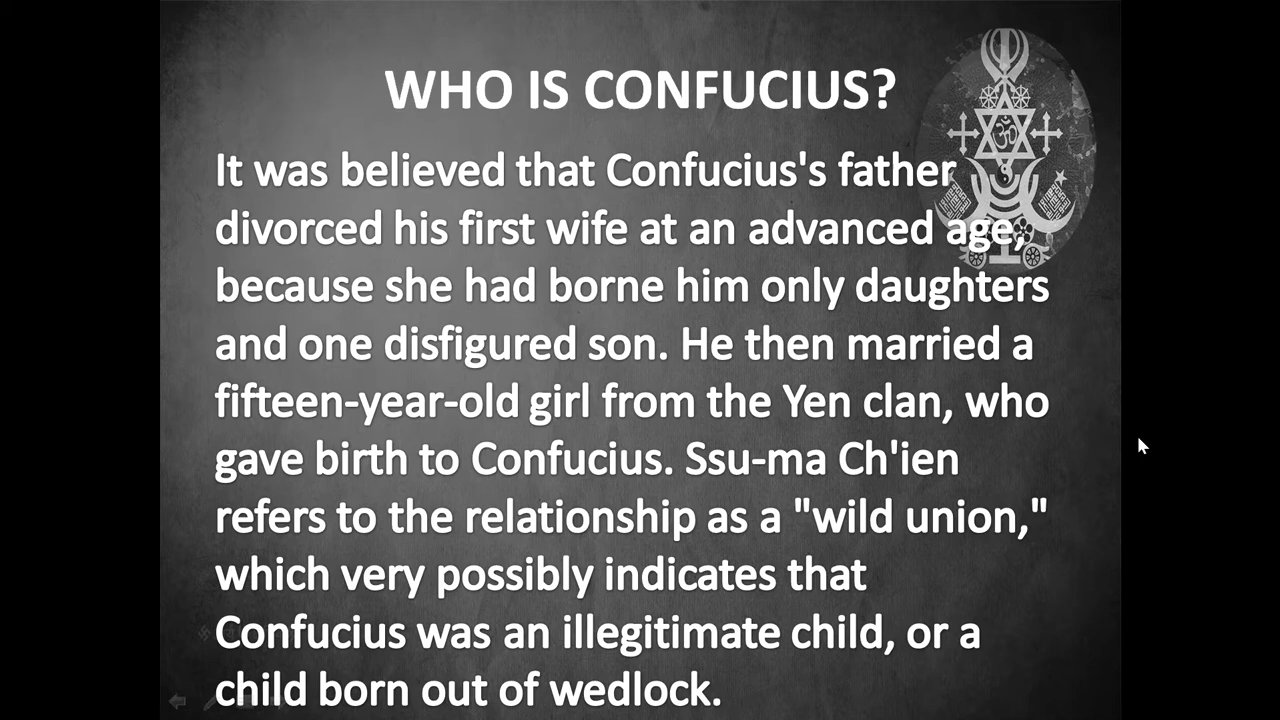 WHO IS CONFUCIUS?
It was believed that Confucius's father
divorced his first wife at an advanced age,
because she had borne him only daughters
and one disfigured son. He then married a
fifteen-year-old girl from the Yen clan, who
gave birth to Confucius. Ssu-ma Ch'ien
refers to the relationship as a "wild union,"
which very possibly indicates that
Confucius was an illegitimate child, or a
child born out of wedlock.